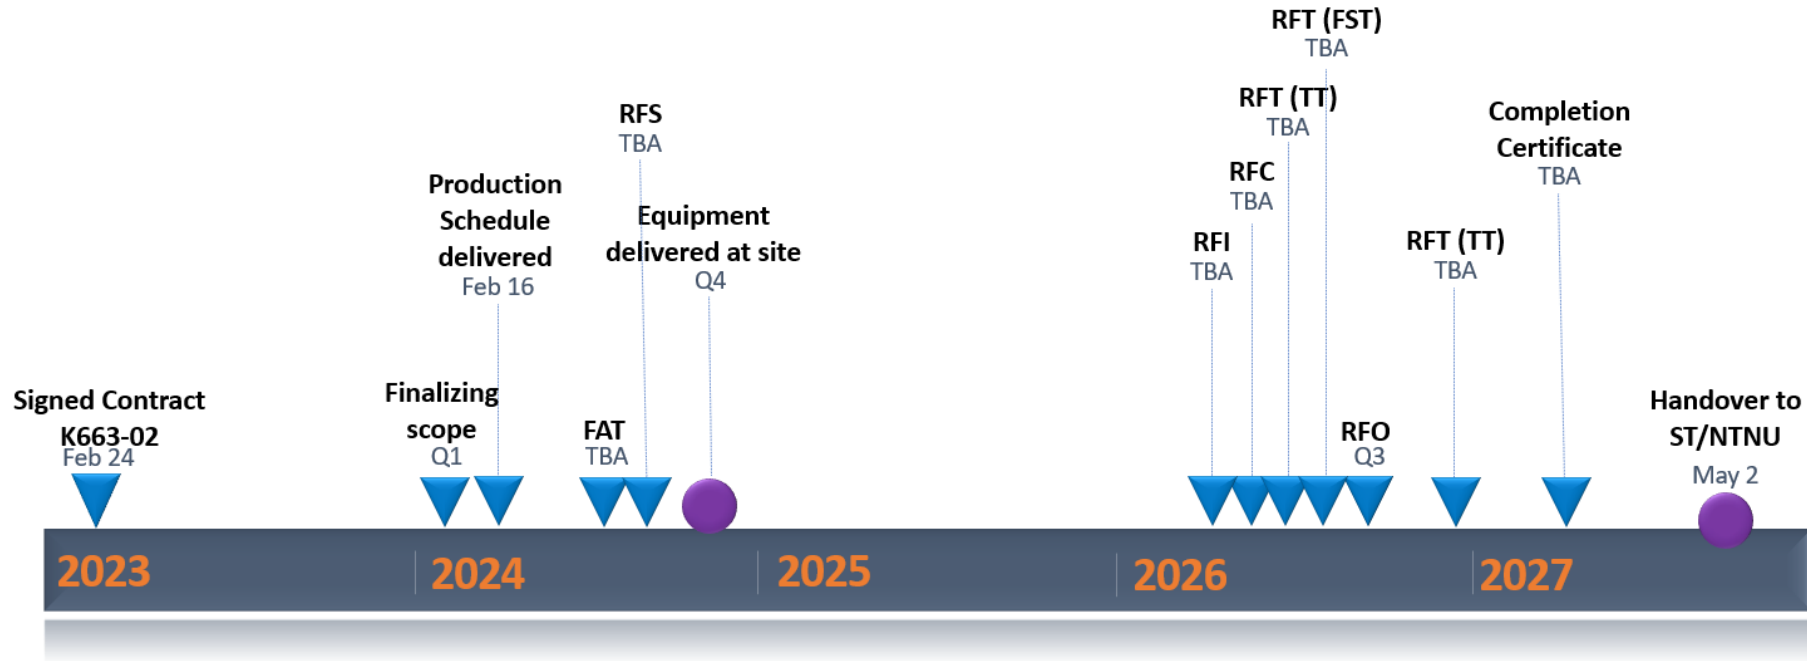 Signed Contract
K663-02
Feb 24
Finalizing
scope
Q1
Production
Schedule
delivered
Feb 16
FAT
TBA
RFS
TBA
Equipment
delivered at site
Q4
RFI
TBA
RFC
TBA
RFT (TT)
TBA
RFT (FST)
TBA
RFO
Q3
RFT (TT)
TBA
Completion
Certificate
TBA
Handover to
ST/NTNU
May 2
2023
2024
2025
2026
2027